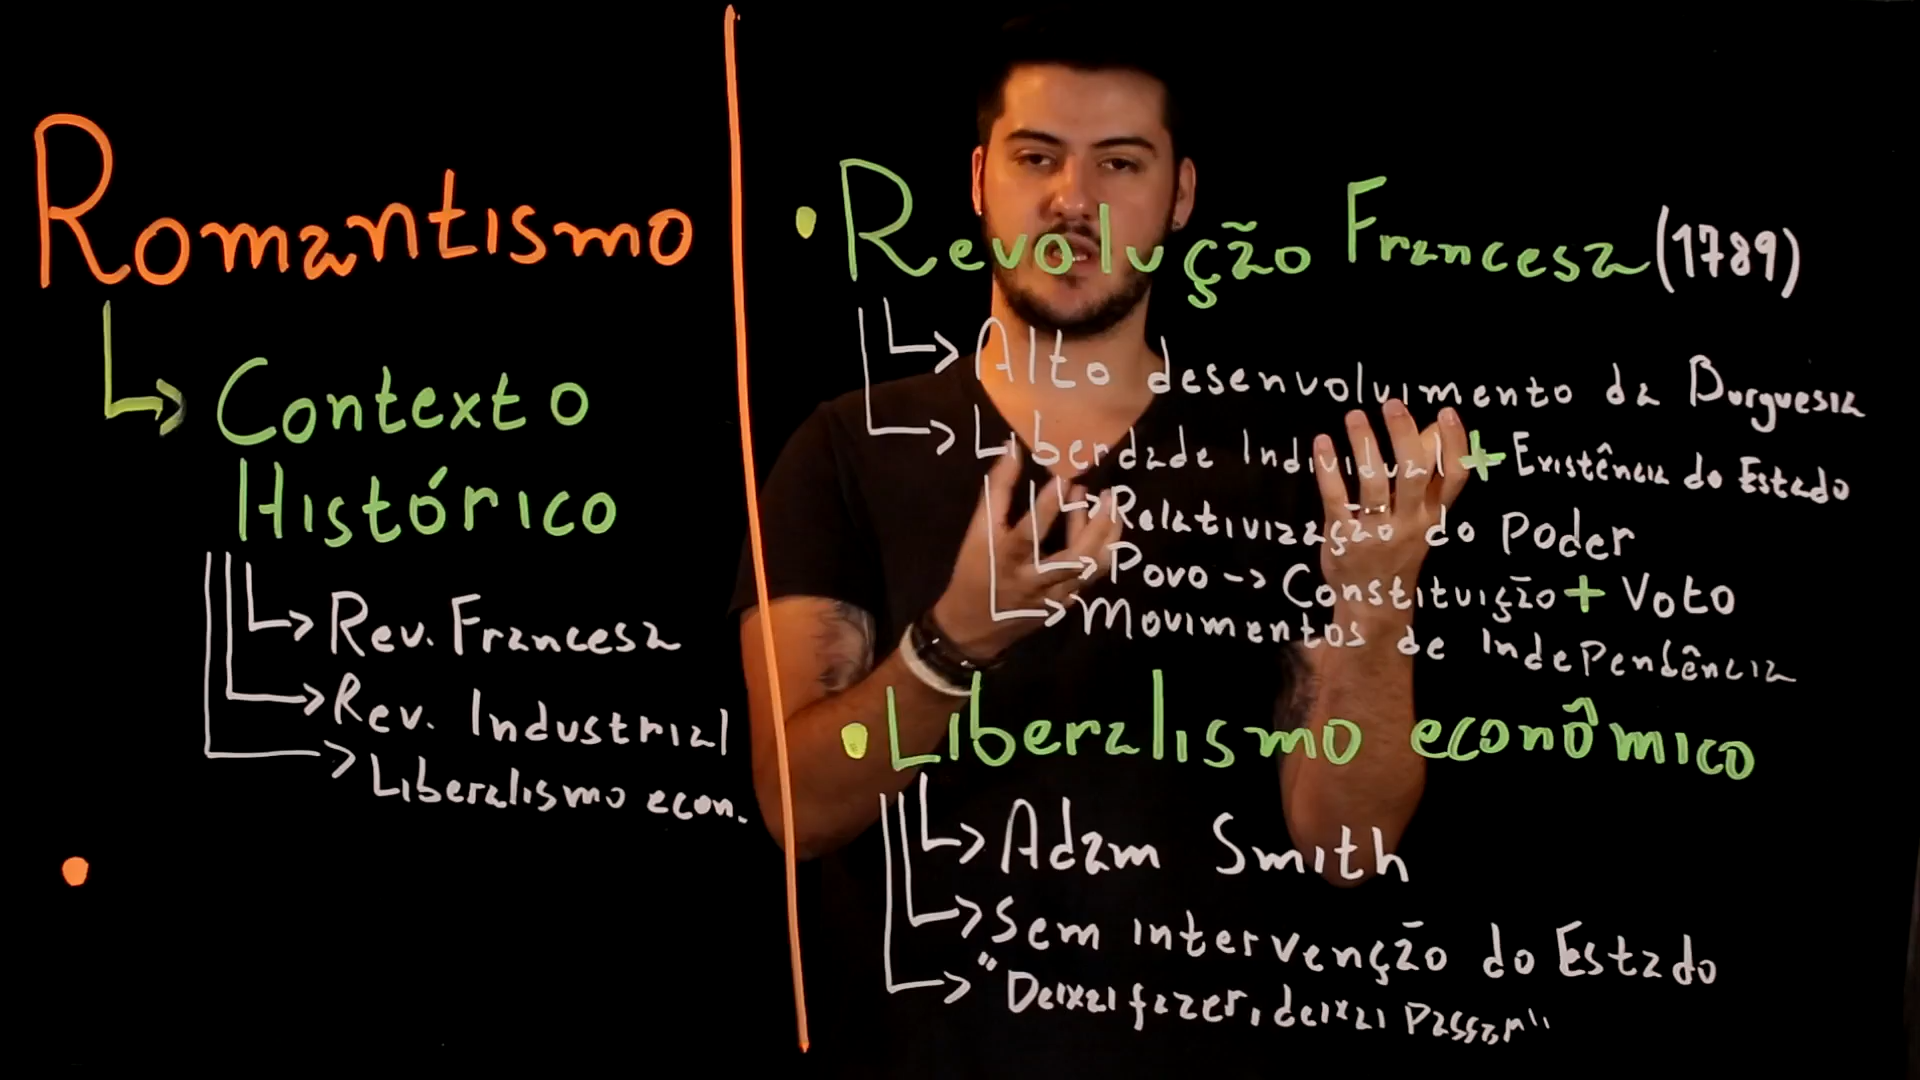 Romantismo
Contexto
Histórico
Rev. Francesa
Rev. Industrial
Liberalismo econ.
Revolução Francesa (1789)
Alto desenvolvimento da Burguesia
Liberdade Individual + Existência do Estado
Relativização do Poder
Povo -> Constituição + Voto
Movimentos de Independência
Liberalismo econômico
Adam Smith
Sem intervenção do Estado
"Deixai fazer, deixai passar"